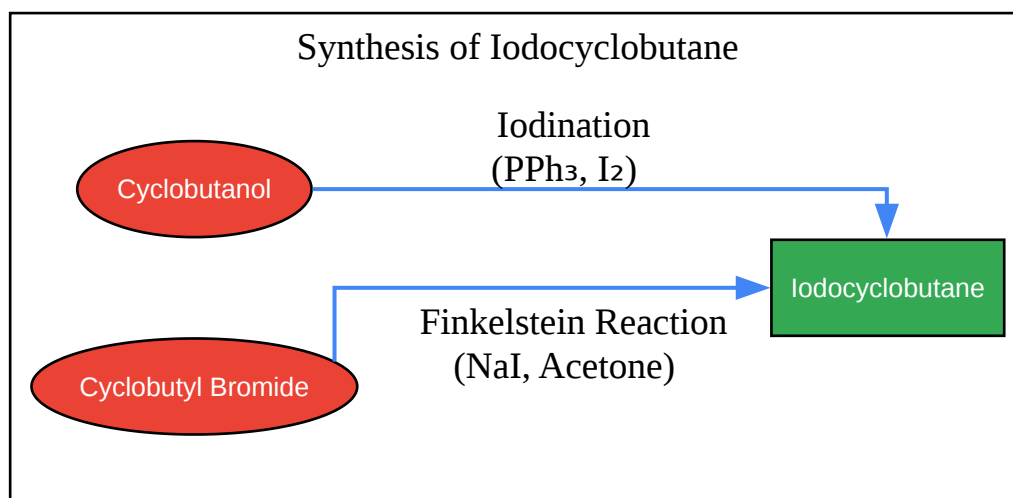 Synthesis of Iodocyclobutane
Iodination
(PPh₃, I₂)
Cyclobutanol
Iodocyclobutane
Finkelstein Reaction
(NaI, Acetone)
Cyclobutyl Bromide